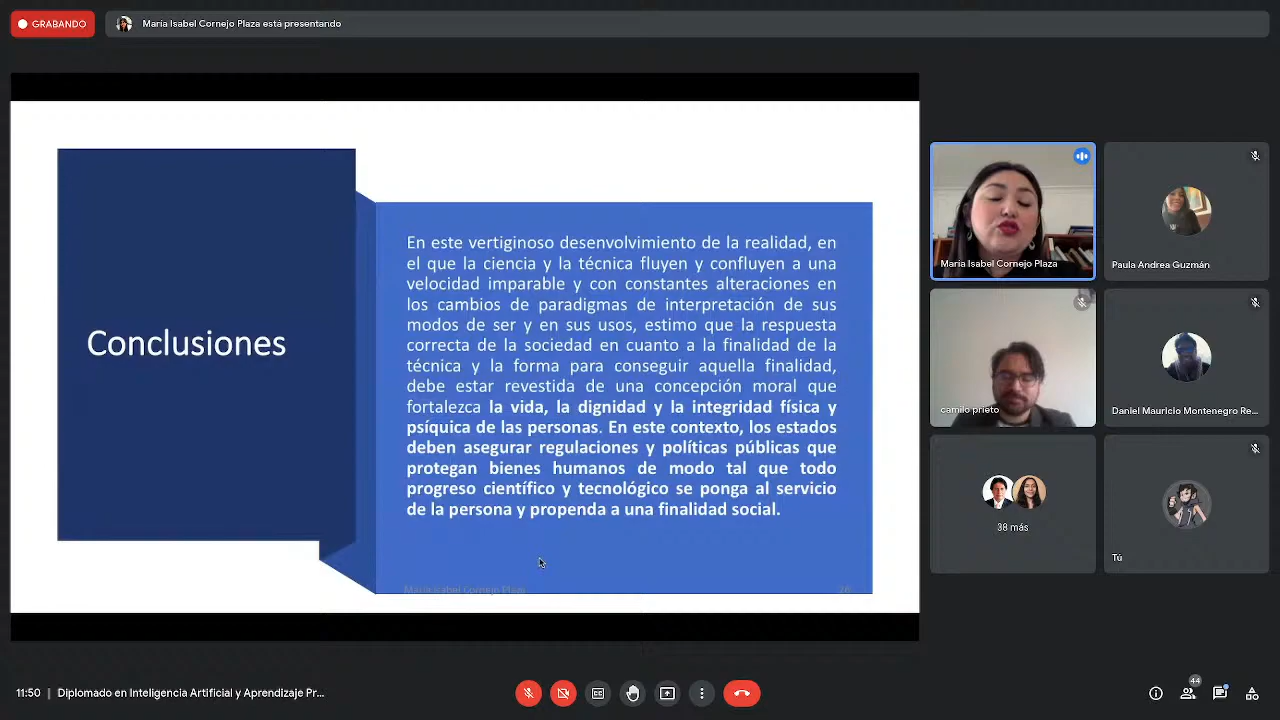 GRABANDO
María Isabel Cornejo Plaza está presentando
Conclusiones
En este vertiginoso desenvolvimiento de la realidad, en
el que la ciencia y la técnica fluyen y confluyen a una
velocidad imparable y con constantes alteraciones en
los cambios de paradigmas de interpretación de sus
modos de ser y en sus usos, estimo que la respuesta
correcta de la sociedad en cuanto a la finalidad de la
técnica y la forma para conseguir aquella finalidad,
debe estar revestida de una concepción moral que
fortalezca la vida, la dignidad y la integridad física y
psíquica de las personas. En este contexto, los estados
deben asegurar regulaciones y políticas públicas que
protegan bienes humanos de modo tal que todo
progreso científico y tecnológico se ponga al servicio
de la persona y propenda a una finalidad social.
María Isabel Cornejo Plaza
26
María Isabel Cornejo Plaza
Paula Andrea Guzmán
camilo prieto
Daniel Mauricio Montenegro Re...
38 más
Tú
11:50 | Diplomado en Inteligencia Artificial y Aprendizaje Pr...
44